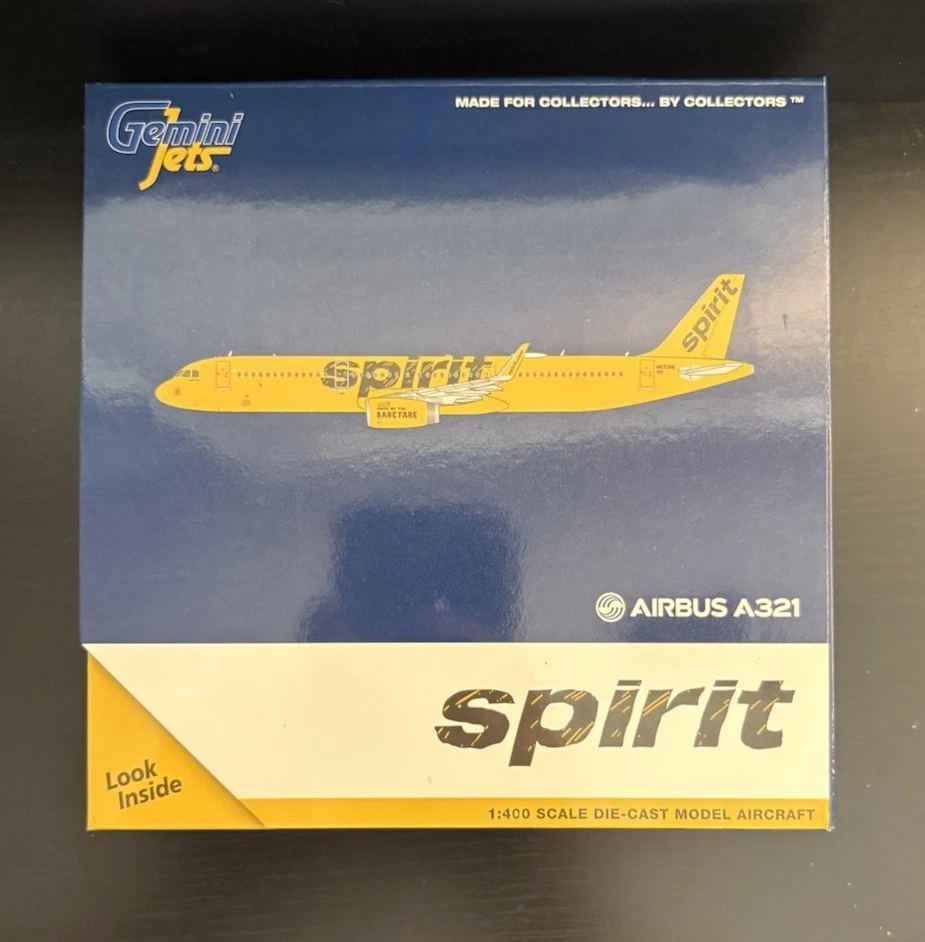 Gemini
Jets®
MADE FOR COLLECTORS... BY COLLECTORS ™
spirit
spirit
BARE FARE
AIRBUS A321
spirit
Look
Inside
1:400 SCALE DIE-CAST MODEL AIRCRAFT